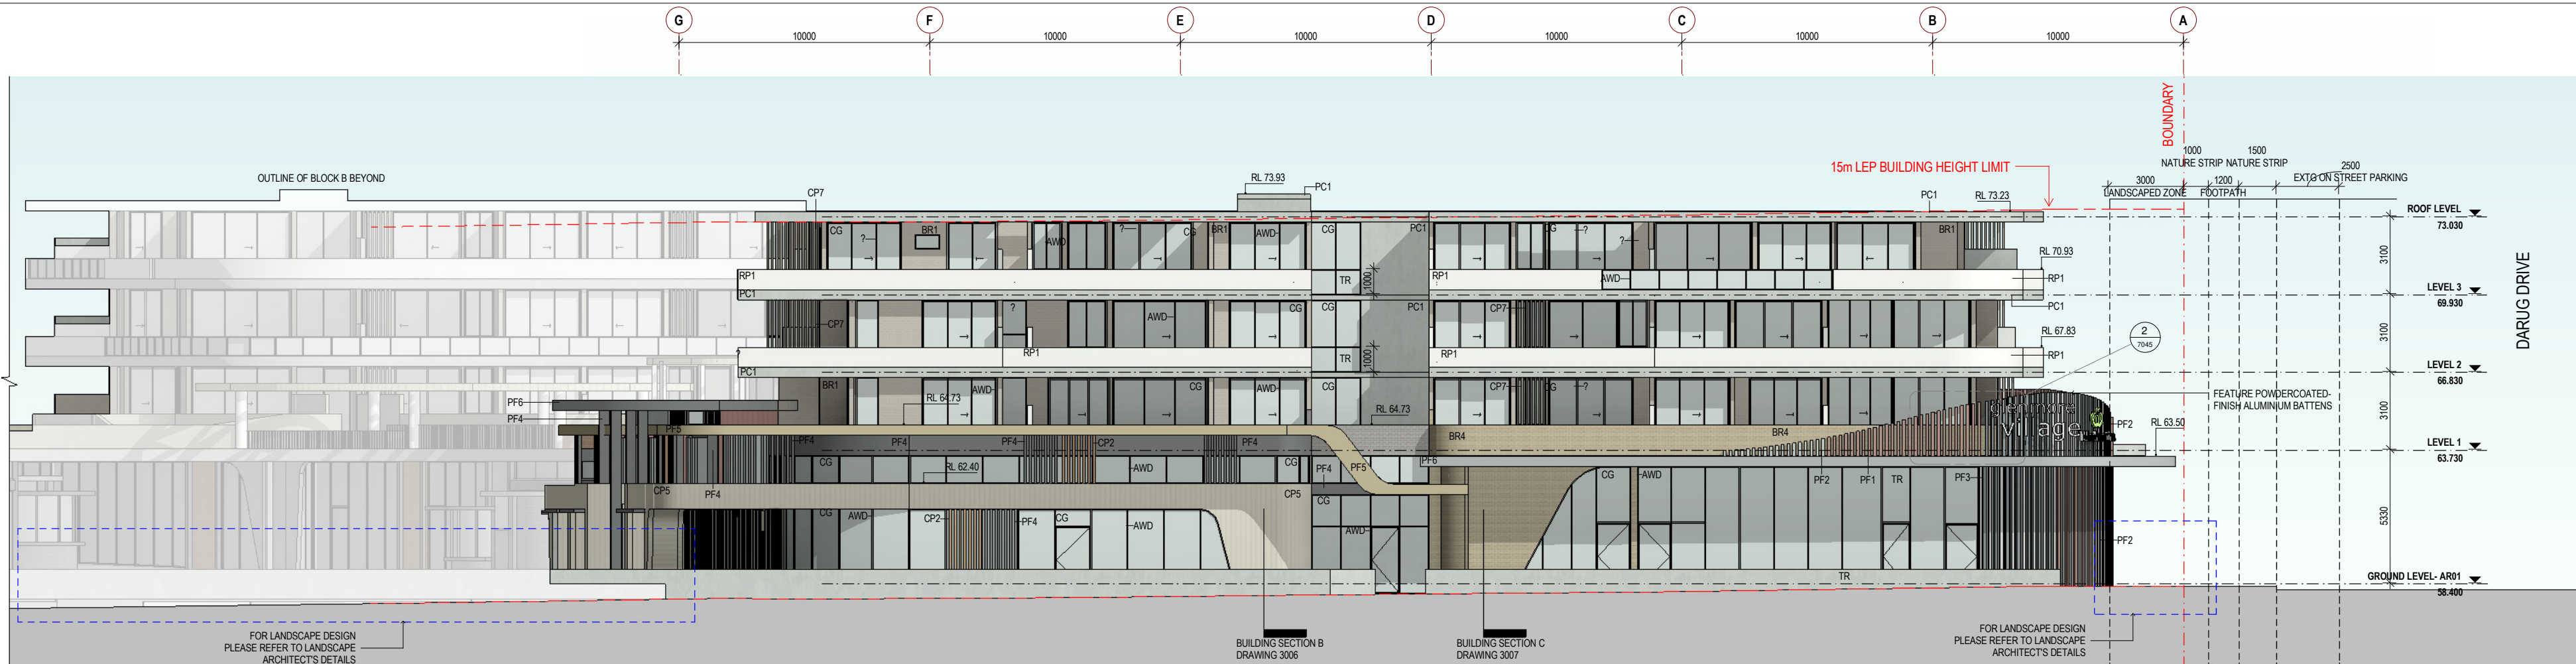 G F E D C B A
10000 10000 10000 10000 10000 10000
BOUNDARY
1000 1500
NATURE STRIP NATURE STRIP
2500
15m LEP BUILDING HEIGHT LIMIT
EXTG ON STREET PARKING
3000 1200
LANDSCAPED ZONE FOOTPATH
OUTLINE OF BLOCK B BEYOND
RL 73.93
PC1
CP7
PC1
RL 73.23
ROOF LEVEL
73.030
CG ? BR1 AWD ? CG BR1 AWD CG PC1 CG ? ? BR1
3100
RL 70.93
RP1 TR 1000 RP1 AWD RP1
PC1
LEVEL 3
69.930
PC1
CP7 ? AWD CG CG PC1 CP7
3100
RL 67.83
2
7045
DARUG DRIVE
? RP1 TR 1000 RP1 RP1
PC1
LEVEL 2
66.830
BR1 AWD CG AWD CG CP7 CG ?
3100
FEATURE POWDERCOATED-
FINISH ALUMINIUM BATTENS
PF6
PF4
RL 64.73
RL 64.73
glenmore
village
PF2
RL 63.50
PF5 PF4 PF4 PF4 CP2 PF4 BR4 BR4
LEVEL 1
63.730
CG RL 62.40 AWD CG PF4 PF5 PF6
CG AWD PF2 PF1 TR PF3
CP5 PF4 CP5 CG
CG AWD CP2 PF4 CG AWD AWD
5330
PF2
TR
GROUND LEVEL- AR01
58.400
FOR LANDSCAPE DESIGN
PLEASE REFER TO LANDSCAPE
ARCHITECT'S DETAILS
BUILDING SECTION B
DRAWING 3006
BUILDING SECTION C
DRAWING 3007
FOR LANDSCAPE DESIGN
PLEASE REFER TO LANDSCAPE
ARCHITECT'S DETAILS